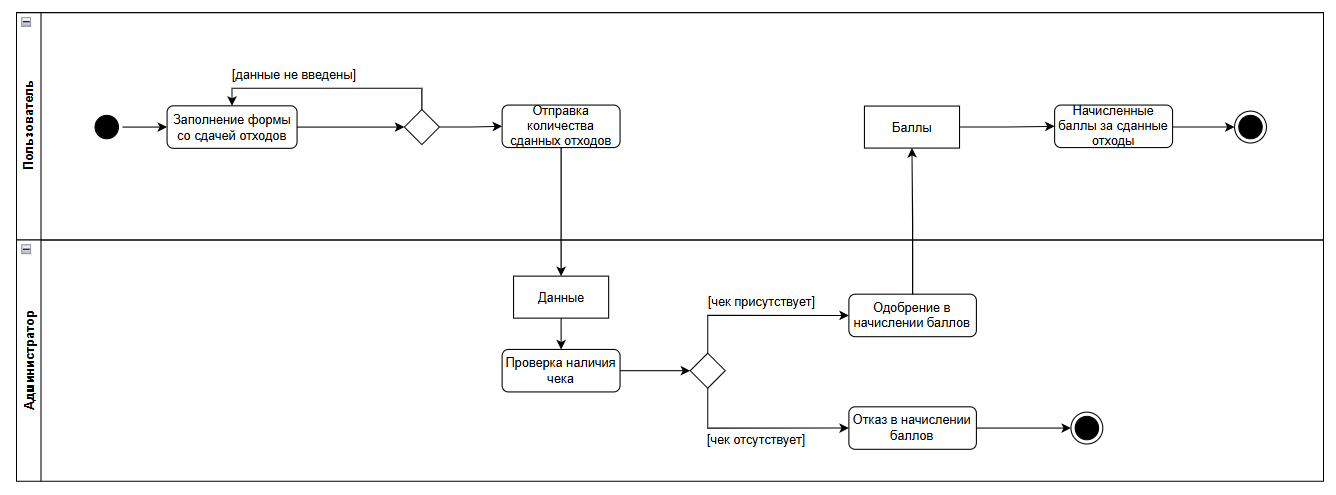 Пользователь
[данные не введены]
Заполнение формы
со сдачей отходов
Отправка
количества
сданных отходов
Баллы
Начисленные
баллы за сданные
отходы
Администратор
Данные
Проверка наличия
чека
[чек присутствует]
Одобрение в
начислении баллов
[чек отсутствует]
Отказ в начислении
баллов